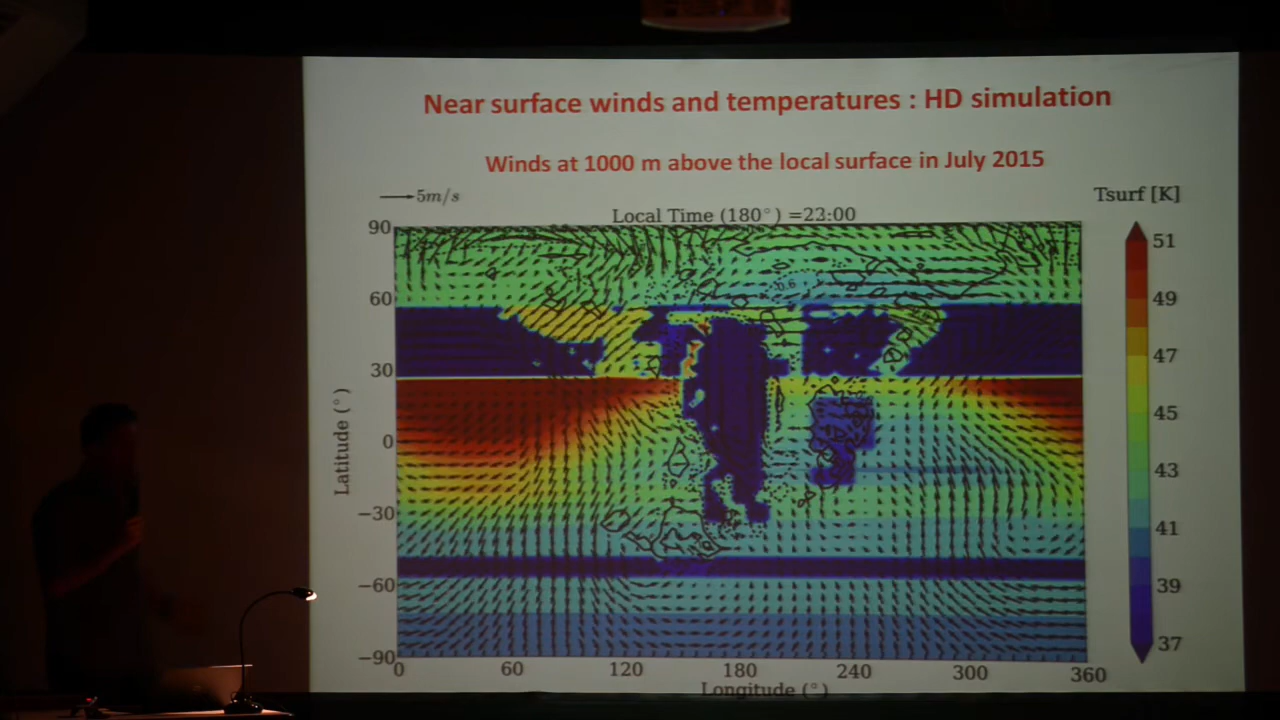 Near surface winds and temperatures : HD simulation
Winds at 1000 m above the local surface in July 2015
5m/s
Tsurf [K]
Local Time (180°) =23:00
90
60
30
0
−30
−60
−90
Latitude (°)
0 60 120 180 240 300 360
Longitude (°)
51
49
47
45
43
41
39
37